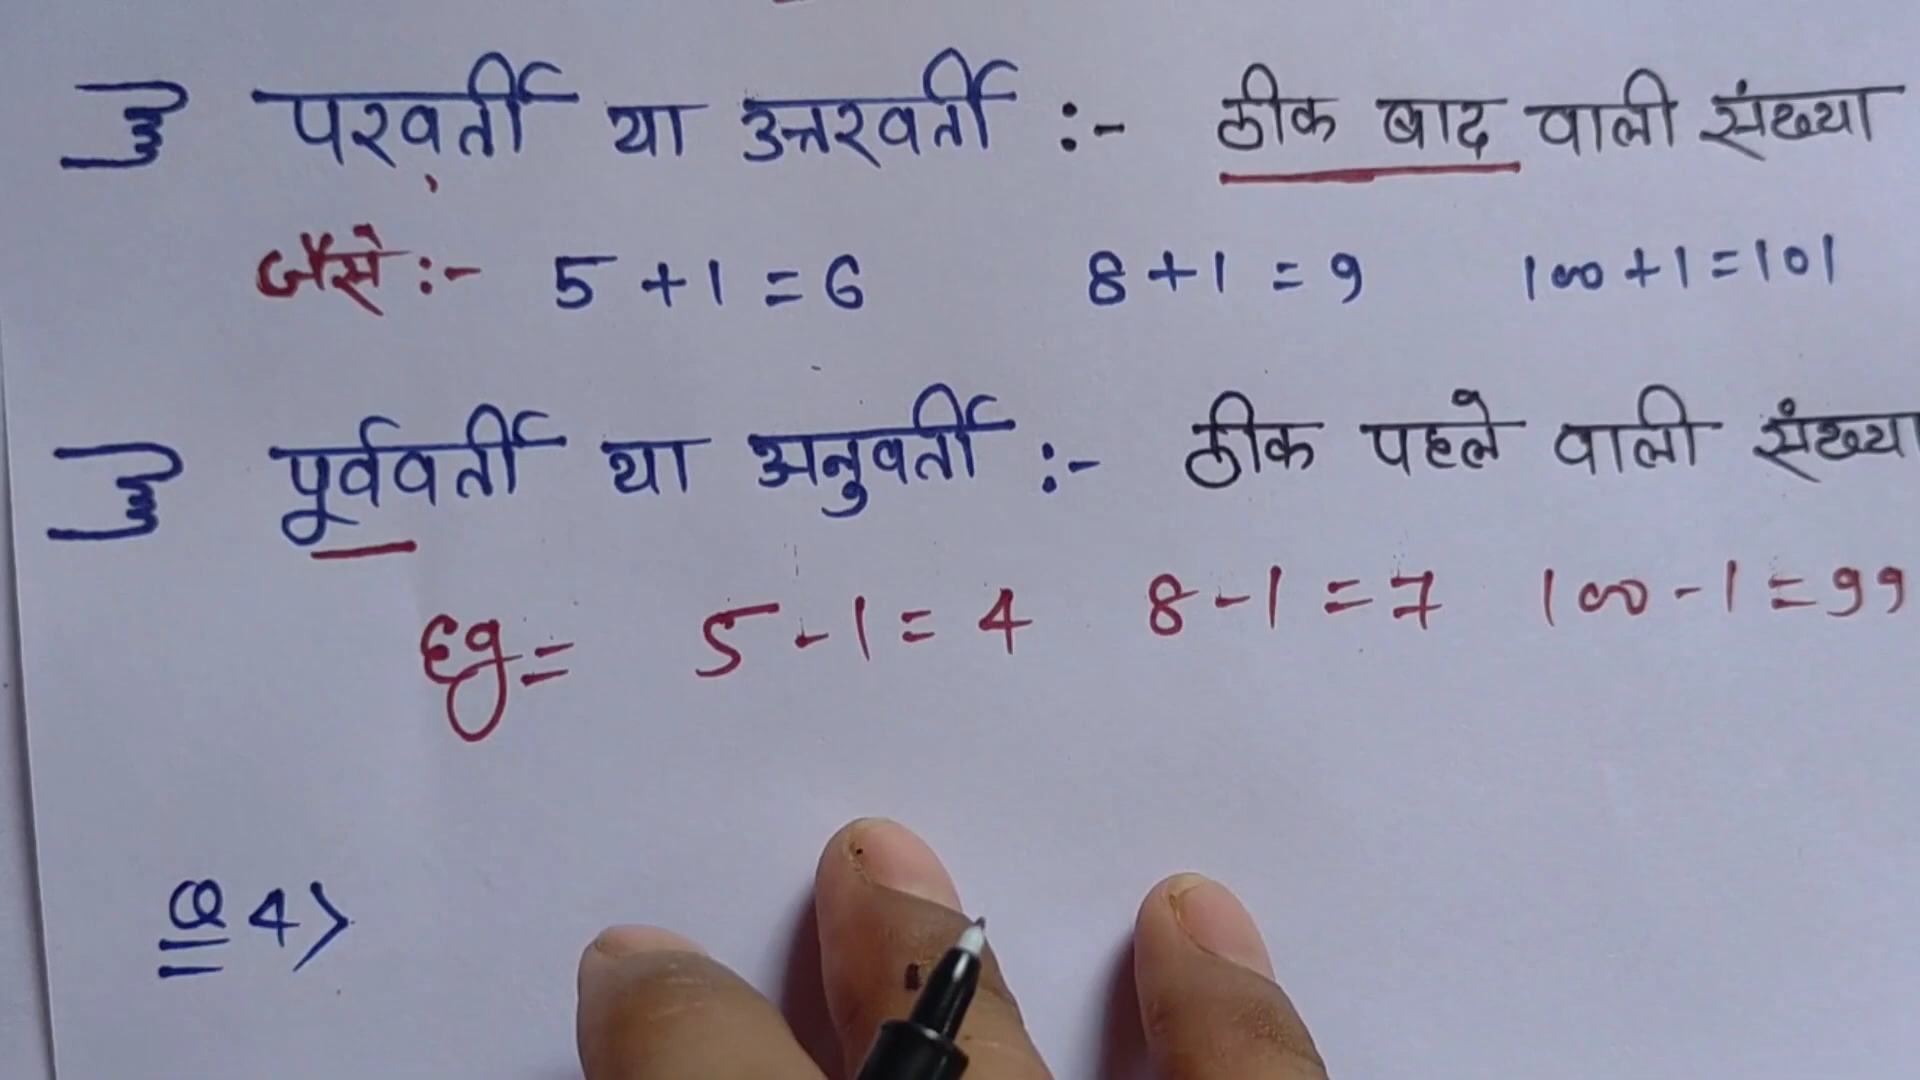 परवर्ती या उत्तरवर्ती :- ठीक बाद वाली संख्या
जैसे :- 5 + 1 = 6 8 + 1 = 9 100 + 1 = 101
पूर्ववर्ती या अनुवर्ती :- ठीक पहले वाली संख्या
Eg = 5 - 1 = 4 8 - 1 = 7 100 - 1 = 99
Q 4>